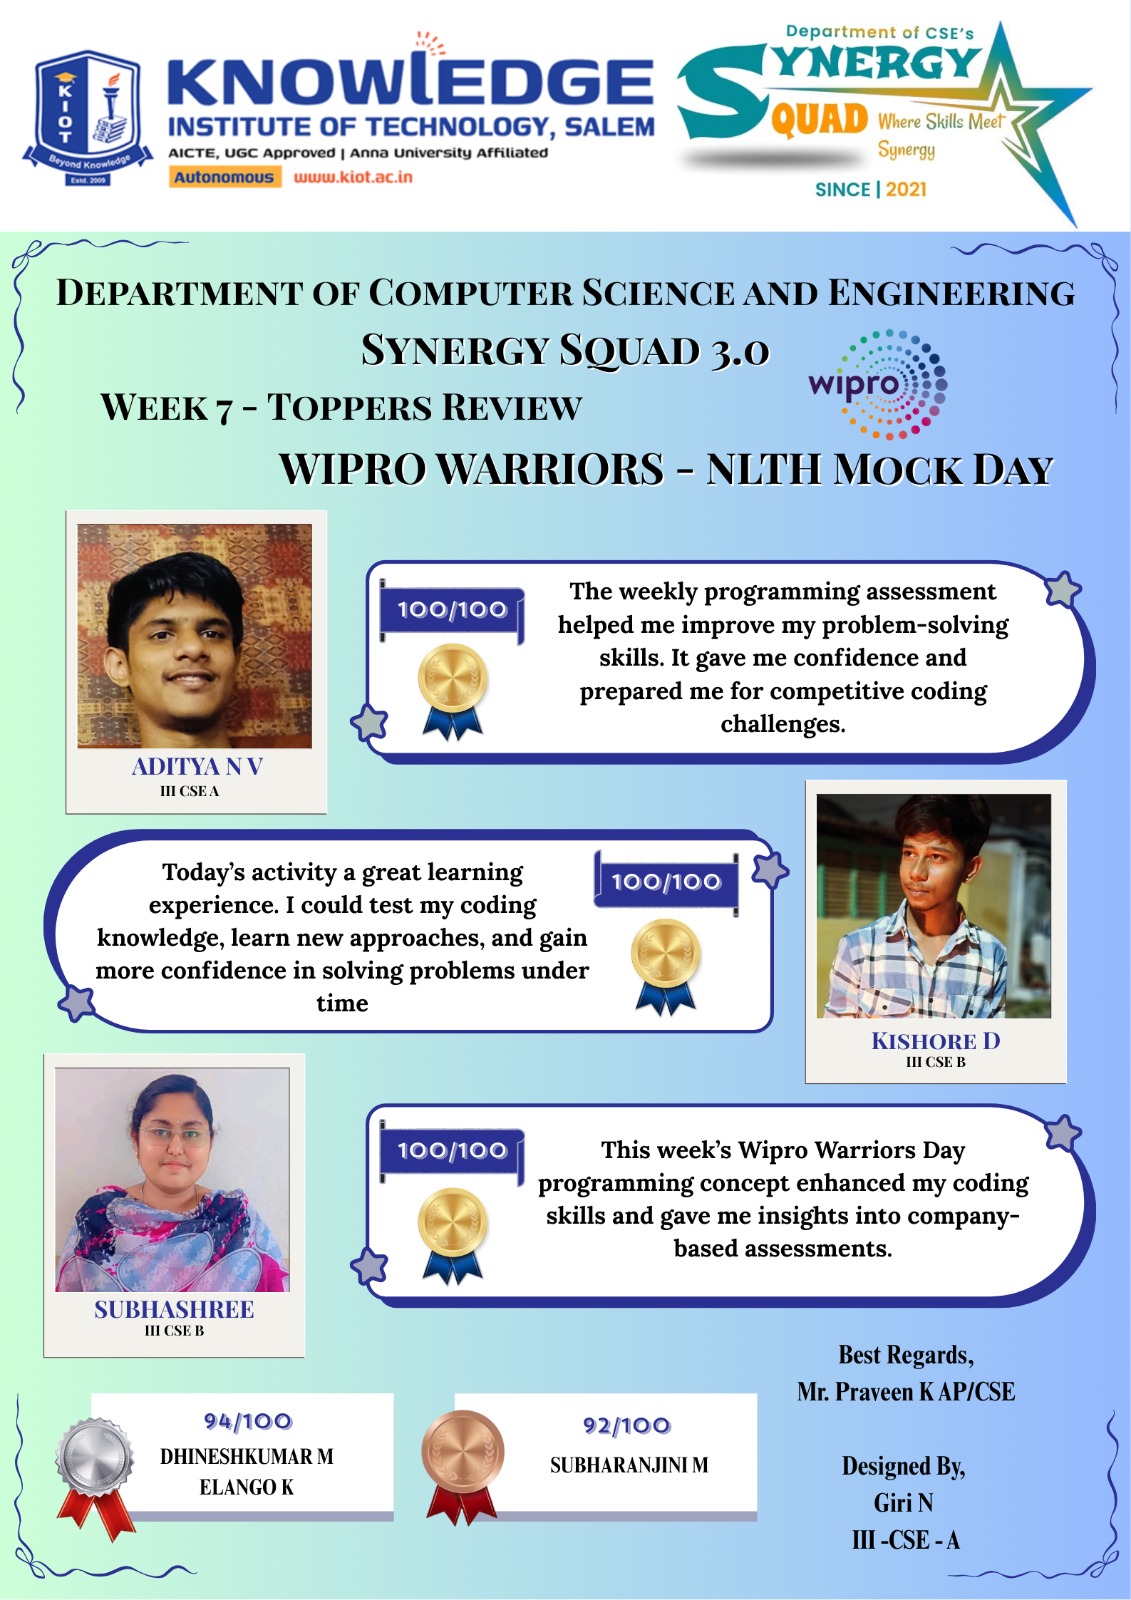 KIOT
Beyond Knowledge
Estd. 2009
KNOWLEDGE
INSTITUTE OF TECHNOLOGY, SALEM
AICTE, UGC Approved | Anna University Affiliated
Autonomous www.kiot.ac.in
Department of CSE's
SYNERGY
SQUAD Where Skills Meet
Synergy
SINCE | 2021
DEPARTMENT OF COMPUTER SCIENCE AND ENGINEERING
SYNERGY SQUAD 3.0
wipro
WEEK 7 - TOPPERS REVIEW
WIPRO WARRIORS - NLTH MOCK DAY
100/100
The weekly programming assessment
helped me improve my problem-solving
skills. It gave me confidence and
prepared me for competitive coding
challenges.
ADITYA N V
III CSE A
Today's activity a great learning
experience. I could test my coding
knowledge, learn new approaches, and gain
more confidence in solving problems under
time
100/100
KISHORE D
III CSE B
100/100
This week's Wipro Warriors Day
programming concept enhanced my coding
skills and gave me insights into company-
based assessments.
SUBHASHREE
III CSE B
94/100
DHINESHKUMAR M
ELANGO K
92/100
SUBHARANJINI M
Best Regards,
Mr. Praveen K AP/CSE
Designed By,
Giri N
III -CSE - A